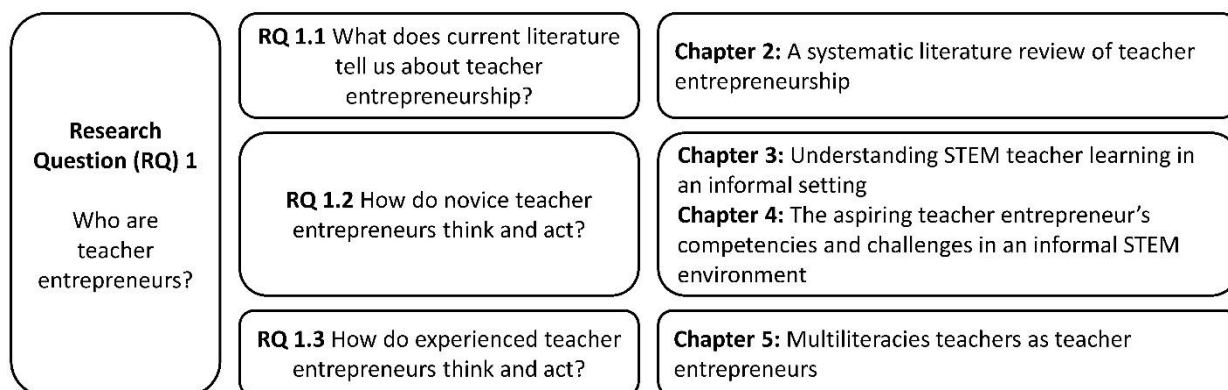 Research
Question (RQ) 1
Who are
teacher
entrepreneurs?
RQ 1.1 What does current literature
tell us about teacher
entrepreneurship?
Chapter 2: A systematic literature review of teacher
entrepreneurship
RQ 1.2 How do novice teacher
entrepreneurs think and act?
Chapter 3: Understanding STEM teacher learning in
an informal setting
Chapter 4: The aspiring teacher entrepreneur’s
competencies and challenges in an informal STEM
environment
RQ 1.3 How do experienced teacher
entrepreneurs think and act?
Chapter 5: Multiliteracies teachers as teacher
entrepreneurs